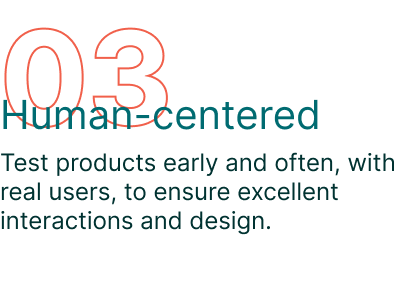 03
Human-centered
Test products early and often, with
real users, to ensure excellent
interactions and design.